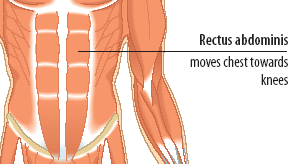 Rectus abdominis
moves chest towards
knees